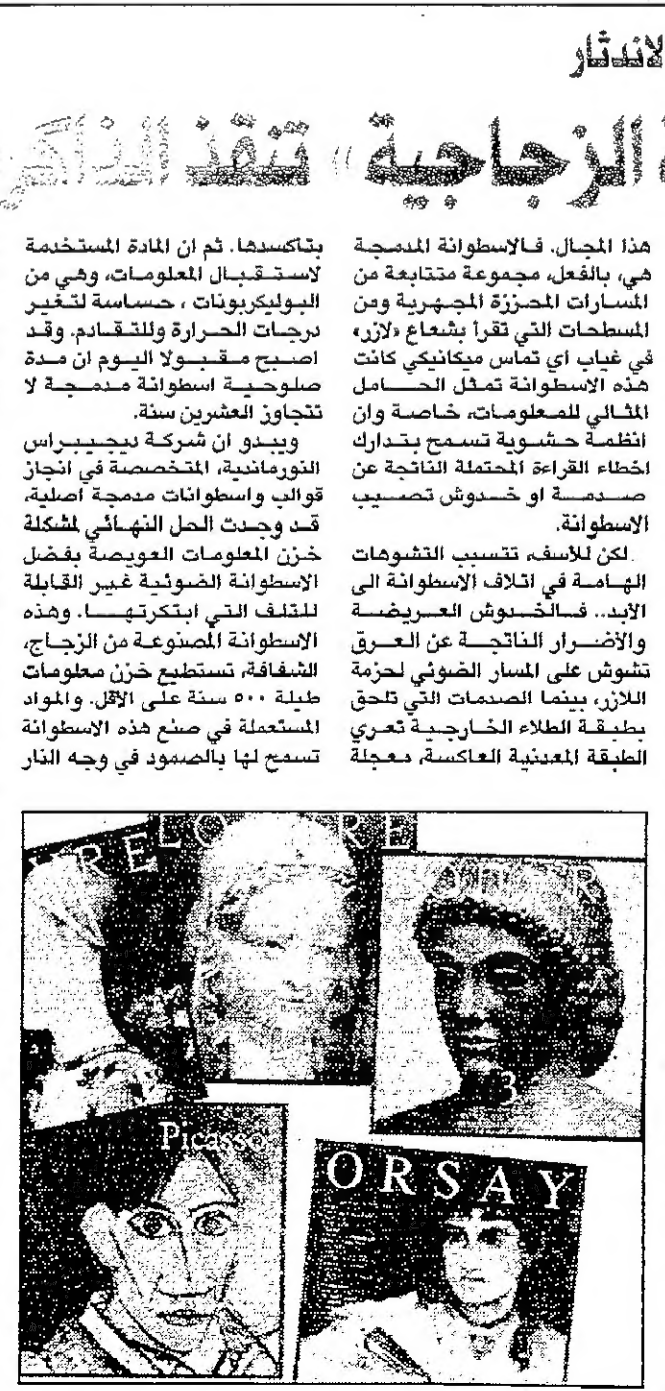 لاندثار
الزجاجية» تنقذ الذاكر
هذا المجال. فالاسطوانة المدمجة
هي، بالفعل، مجموعة متتابعة من
المسارات المحززة المجهرية ومن
المسطحات التي تقرأ بشعاع «لازر»
في غياب اي تماس ميكانيكي كانت
هذه الاسطوانة تمثل الحامل
المثالي للمعلومات، خاصة وان
انظمة حشوية تسمح بتدارك
اخطاء القراءة المحتملة الناتجة عن
صدمة او خدوش تصيب
الاسطوانة.
لكن للأسف، تتسبب التشوهات
الهامة في اتلاف الاسطوانة الى
الأبد.. فالخدوش العريضة
والأضرار الناتجة عن العرق
تشوش على المسار الضوئي لحزمة
اللازر، بينما الصدمات التي تلحق
بطبقة الطلاء الخارجية تعري
الطبقة المعدنية العاكسة، معجلة
بتاكسدها. ثم ان المادة المستخدمة
لاستقبال المعلومات، وهي من
البوليكربونات، حساسة لتغير
درجات الحرارة وللتقادم. وقد
اصبح مقبولا اليوم ان مدة
صلوحية اسطوانة مدمجة لا
تتجاوز العشرين سنة.
ويبدو ان شركة ديجيبراس
النورماندية، المتخصصة في انجاز
قوالب واسطوانات مدمجة اصلية،
قد وجدت الحل النهائي لمشكلة
خزن المعلومات العويصة بفضل
الاسطوانة الضوئية غير القابلة
للتلف التي ابتكرتها. وهذه
الاسطوانة المصنوعة من الزجاج،
الشفافة، تستطيع خزن معلومات
طيلة ٥٠٠ سنة على الأقل. والمواد
المستعملة في صنع هذه الاسطوانة
تسمح لها بالصمود في وجه النار
3
Picasso
ORSAY